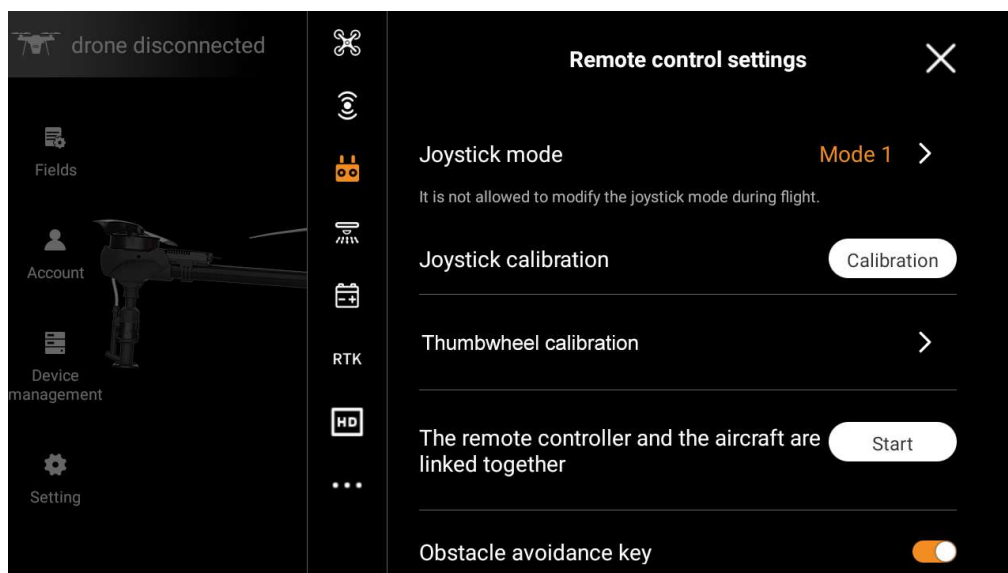 drone disconnected
Fields
Account
Device
management
Setting
RTK
HD
Remote control settings
Joystick mode
Mode 1
It is not allowed to modify the joystick mode during flight.
Joystick calibration
Calibration
Thumbwheel calibration
The remote controller and the aircraft are
linked together
Start
Obstacle avoidance key